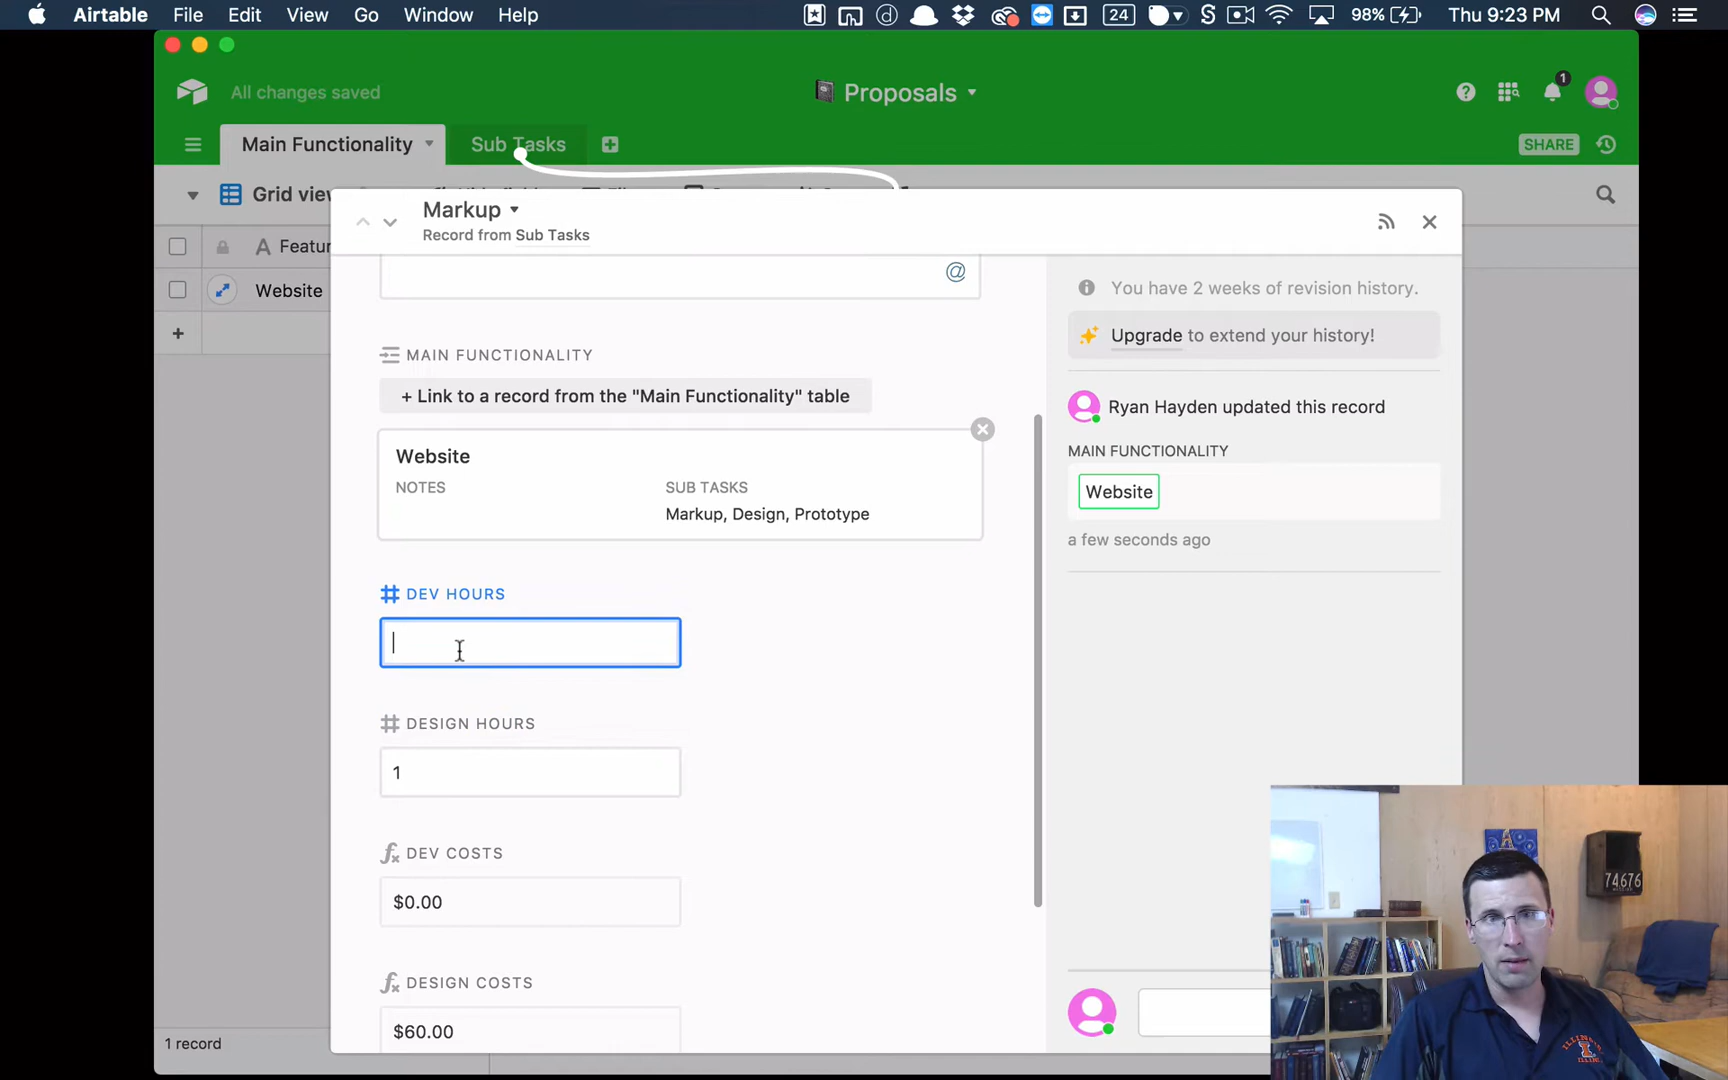 Airtable File Edit View Go Window Help 24 98% Thu 9:23 PM
All changes saved Proposals 1
Main Functionality Sub Tasks SHARE
Grid view
Markup
Record from Sub Tasks
Featur
Website
MAIN FUNCTIONALITY
+ Link to a record from the "Main Functionality" table
Website
NOTES SUB TASKS
Markup, Design, Prototype
DEV HOURS
DESIGN HOURS
1
DEV COSTS
$0.00
DESIGN COSTS
$60.00
You have 2 weeks of revision history.
Upgrade to extend your history!
Ryan Hayden updated this record
MAIN FUNCTIONALITY
Website
a few seconds ago
1 record
74676
ILLINOIS